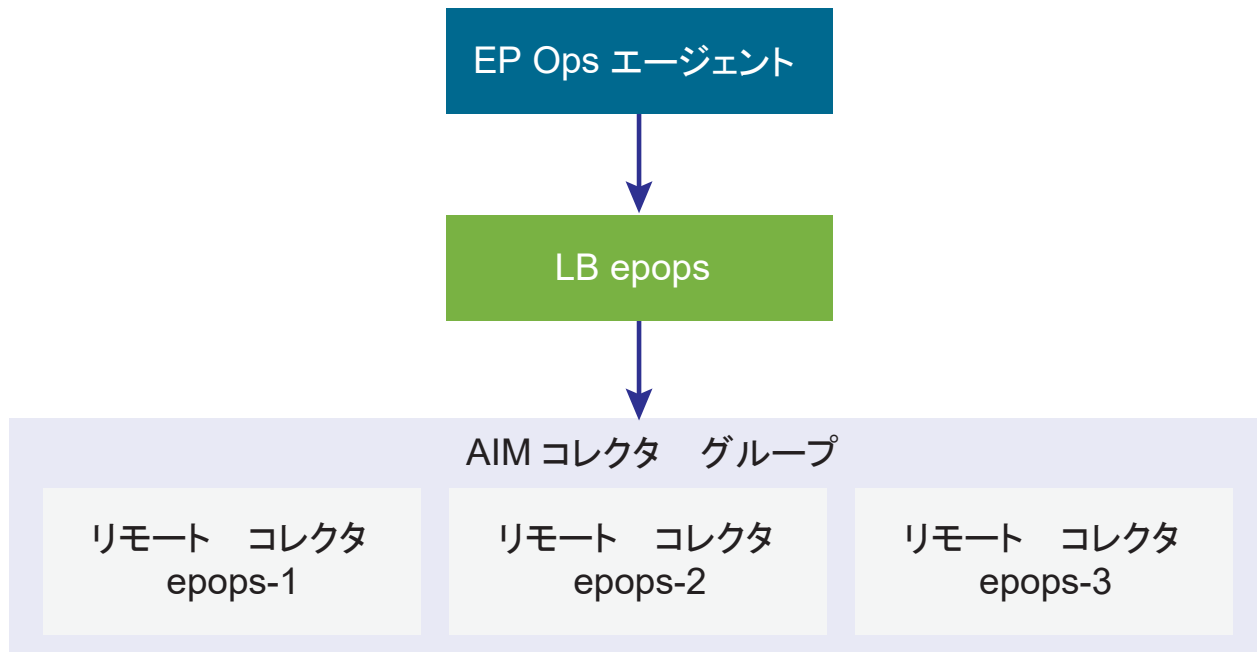 EP Ops エージェント
LB epops
AIM コレクタ　グループ
リモート　コレクタ
epops-1
リモート　コレクタ
epops-2
リモート　コレクタ
epops-3